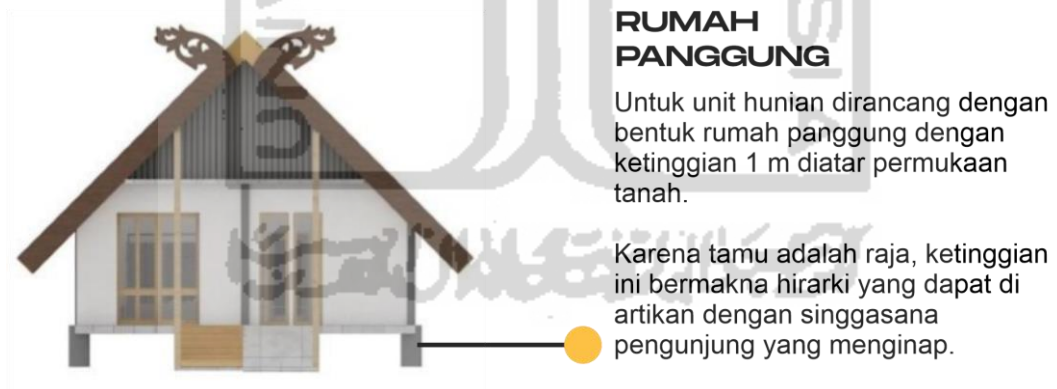 RUMAH
PANGGUNG
Untuk unit hunian dirancang dengan
bentuk rumah panggung dengan
ketinggian 1 m diatar permukaan
tanah.
Karena tamu adalah raja, ketinggian
ini bermakna hirarki yang dapat di
artikan dengan singgasana
pengunjung yang menginap.